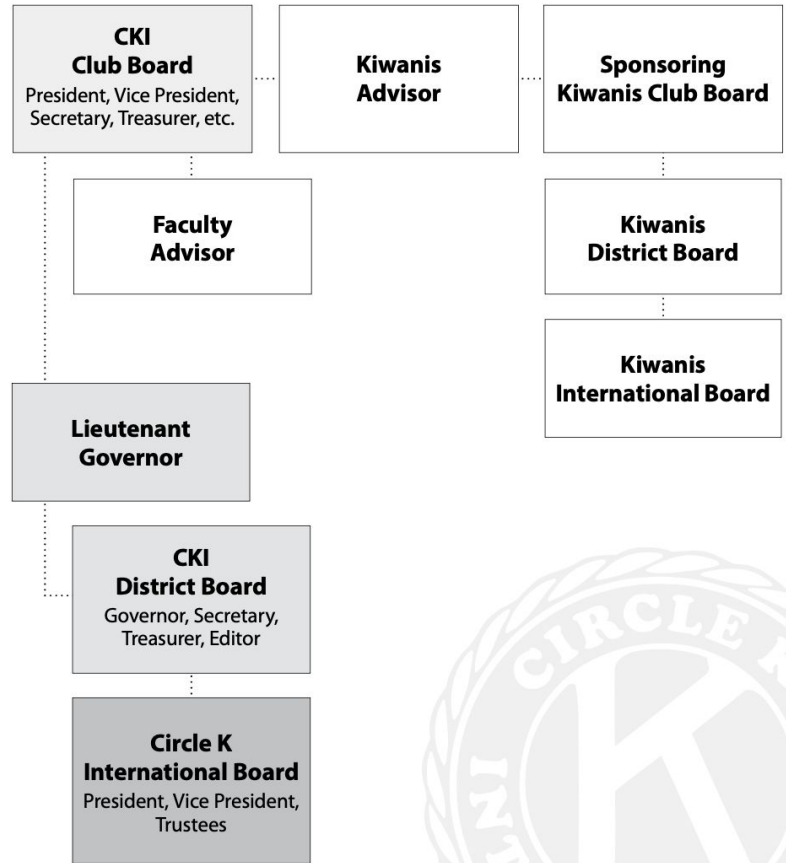 CKI
Club Board
President, Vice President,
Secretary, Treasurer, etc.
Kiwanis
Advisor
Sponsoring
Kiwanis Club Board
Faculty
Advisor
Kiwanis
District Board
Kiwanis
International Board
Lieutenant
Governor
CKI
District Board
Governor, Secretary,
Treasurer, Editor
Circle K
International Board
President, Vice President,
Trustees
CIRCLE K
K